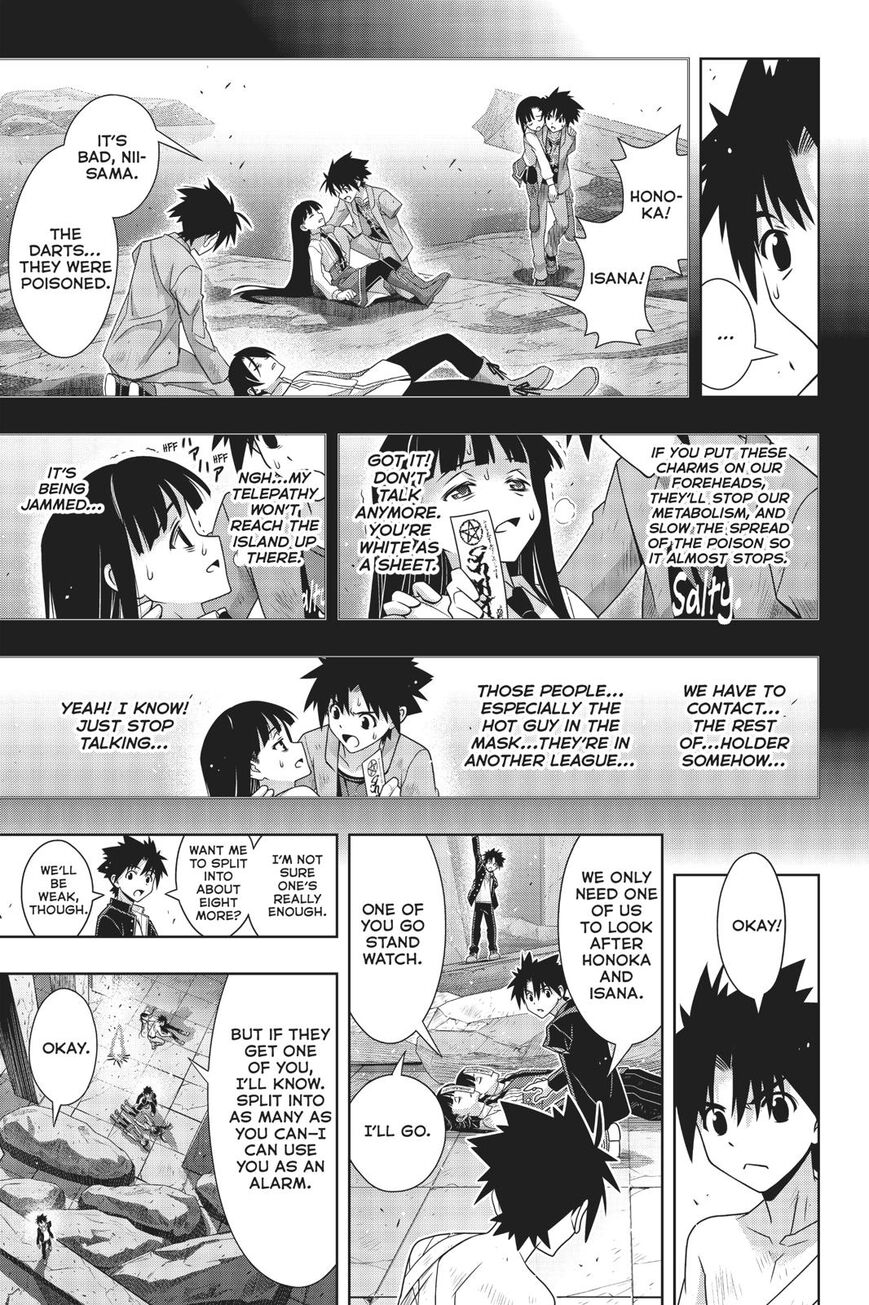 ...
HONO-
KA!
ISANA!
IT'S
BAD, NII-
SAMA.
THE
DARTS...
THEY WERE
POISONED.
IF YOU PUT THESE
CHARMS ON OUR
FOREHEADS,
THEY'LL STOP OUR
METABOLISM, AND
SLOW THE SPREAD
OF THE POISON SO
IT ALMOST STOPS.
Salty.
GOT IT!
DON'T
TALK
ANYMORE.
YOU'RE
WHITE AS
A SHEET.
NGH...MY
TELEPATHY
WON'T
REACH THE
ISLAND UP
THERE.
Salty
HFF
HFF
IT'S
BEING
JAMMED...
WE HAVE TO
CONTACT...
THE REST
OF...HOLDER
SOMEHOW...
THOSE PEOPLE...
ESPECIALLY THE
HOT GUY IN THE
MASK...THEY'RE IN
ANOTHER LEAGUE...
YEAH! I KNOW!
JUST STOP
TALKING...
OKAY!
WE ONLY
NEED ONE
OF US
TO LOOK
AFTER
HONOKA
AND
ISANA.
ONE OF
YOU GO
STAND
WATCH.
I'LL GO.
I'M NOT
SURE
ONE'S
REALLY
ENOUGH.
WANT ME
TO SPLIT
INTO
ABOUT
EIGHT
MORE?
WE'LL
BE
WEAK,
THOUGH.
BUT IF THEY
GET ONE
OF YOU,
I'LL KNOW.
SPLIT INTO
AS MANY AS
YOU CAN—I
CAN USE
YOU AS AN
ALARM.
OKAY.